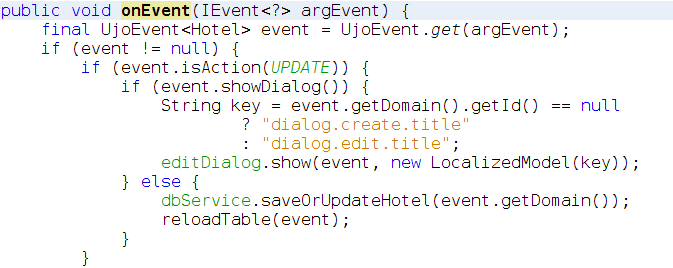 public void onEvent(IEvent<?> argEvent) {
    final UjoEvent<Hotel> event = UjoEvent.get(argEvent);
    if (event != null) {
        if (event.isAction(UPDATE)) {
            if (event.showDialog()) {
                String key = event.getDomain().getId() == null
                        ? "dialog.create.title"
                        : "dialog.edit.title";
                editDialog.show(event, new LocalizedModel(key));
            } else {
                dbService.saveOrUpdateHotel(event.getDomain());
                reloadTable(event);
            }
        }